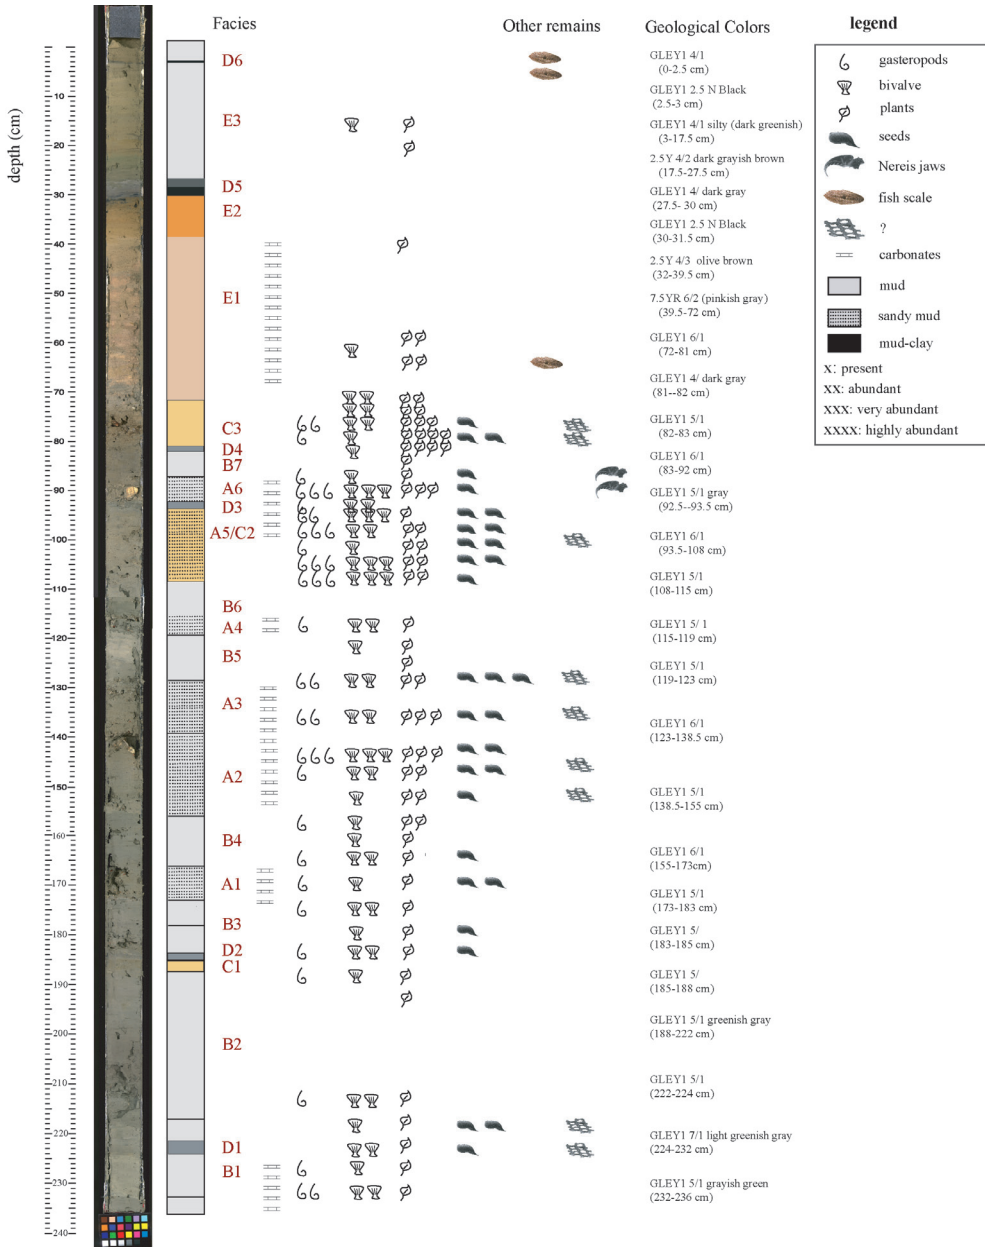 Facies
Other remains
Geological Colors
legend
depth (cm)
10
20
30
40
50
60
70
80
90
100
110
120
130
140
150
160
170
180
190
200
210
220
230
240
D6
E3
D5
E2
E1
C3
D4
B7
A6
D3
A5/C2
B6
A4
B5
A3
A2
B4
A1
B3
D2
C1
B2
D1
B1
GLEY1 4/1
(0-2.5 cm)
GLEY1 2.5 N Black
(2.5-3 cm)
GLEY1 4/1 silty (dark greenish)
(3-17.5 cm)
2.5Y 4/2 dark grayish brown
(17.5-27.5 cm)
GLEY1 4/ dark gray
(27.5- 30 cm)
GLEY1 2.5 N Black
(30-31.5 cm)
2.5Y 4/3 olive brown
(32-39.5 cm)
7.5YR 6/2 (pinkish gray)
(39.5-72 cm)
GLEY1 6/1
(72-81 cm)
GLEY1 4/ dark gray
(81--82 cm)
GLEY1 5/1
(82-83 cm)
GLEY1 6/1
(83-92 cm)
GLEY1 5/1 gray
(92.5--93.5 cm)
GLEY1 6/1
(93.5-108 cm)
GLEY1 5/1
(108-115 cm)
GLEY1 5/ 1
(115-119 cm)
GLEY1 5/1
(119-123 cm)
GLEY1 6/1
(123-138.5 cm)
GLEY1 5/1
(138.5-155 cm)
GLEY1 6/1
(155-173cm)
GLEY1 5/1
(173-183 cm)
GLEY1 5/
(183-185 cm)
GLEY1 5/
(185-188 cm)
GLEY1 5/1 greenish gray
(188-222 cm)
GLEY1 5/1
(222-224 cm)
GLEY1 7/1 light greenish gray
(224-232 cm)
GLEY1 5/1 grayish green
(232-236 cm)
gasteropods
bivalve
plants
seeds
Nereis jaws
fish scale
?
carbonates
mud
sandy mud
mud-clay
x: present
xx: abundant
xxx: very abundant
xxxx: highly abundant